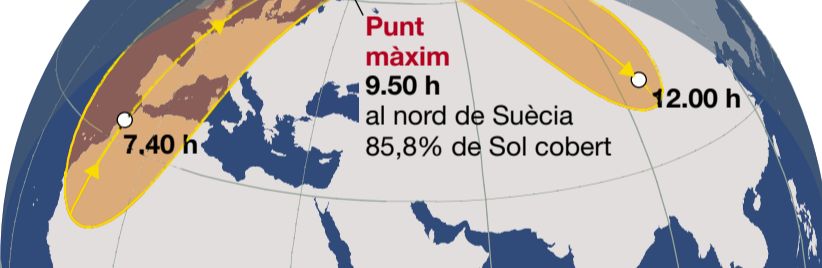 Punt
màxim
9.50 h
al nord de Suècia
85,8% de Sol cobert
12.00 h
7.40 h